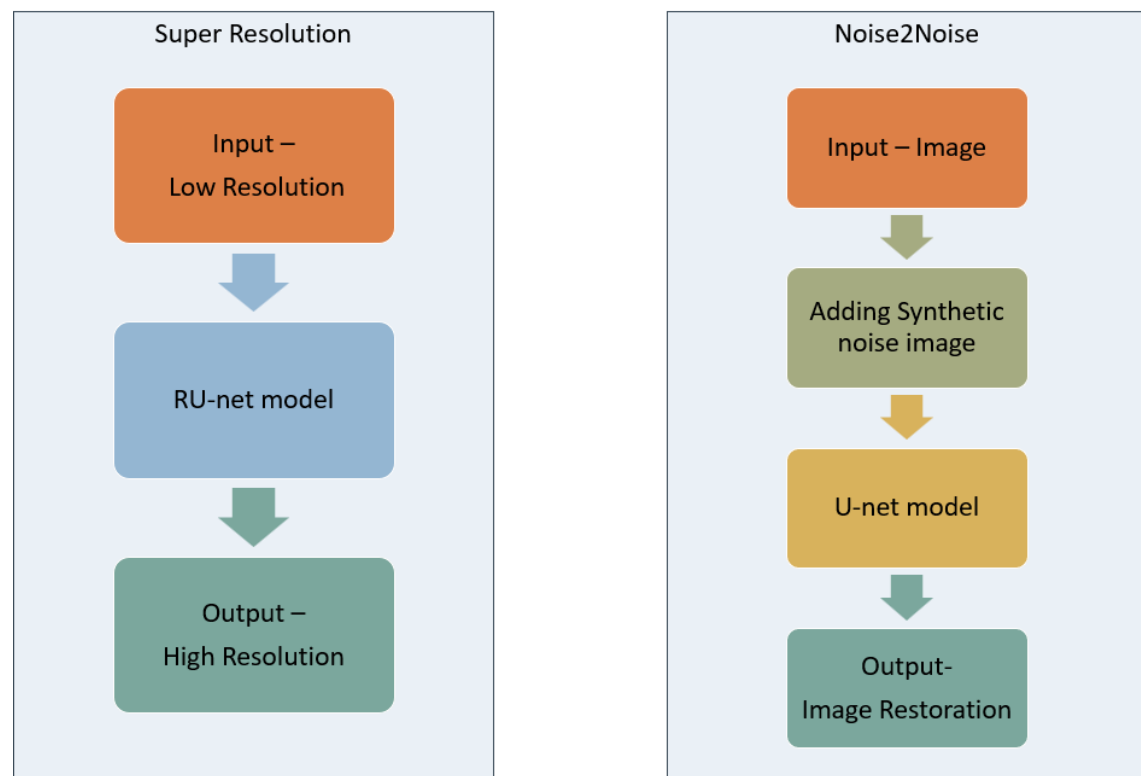 Super Resolution
Input –
Low Resolution
RU-net model
Output –
High Resolution
Noise2Noise
Input – Image
Adding Synthetic
noise image
U-net model
Output-
Image Restoration